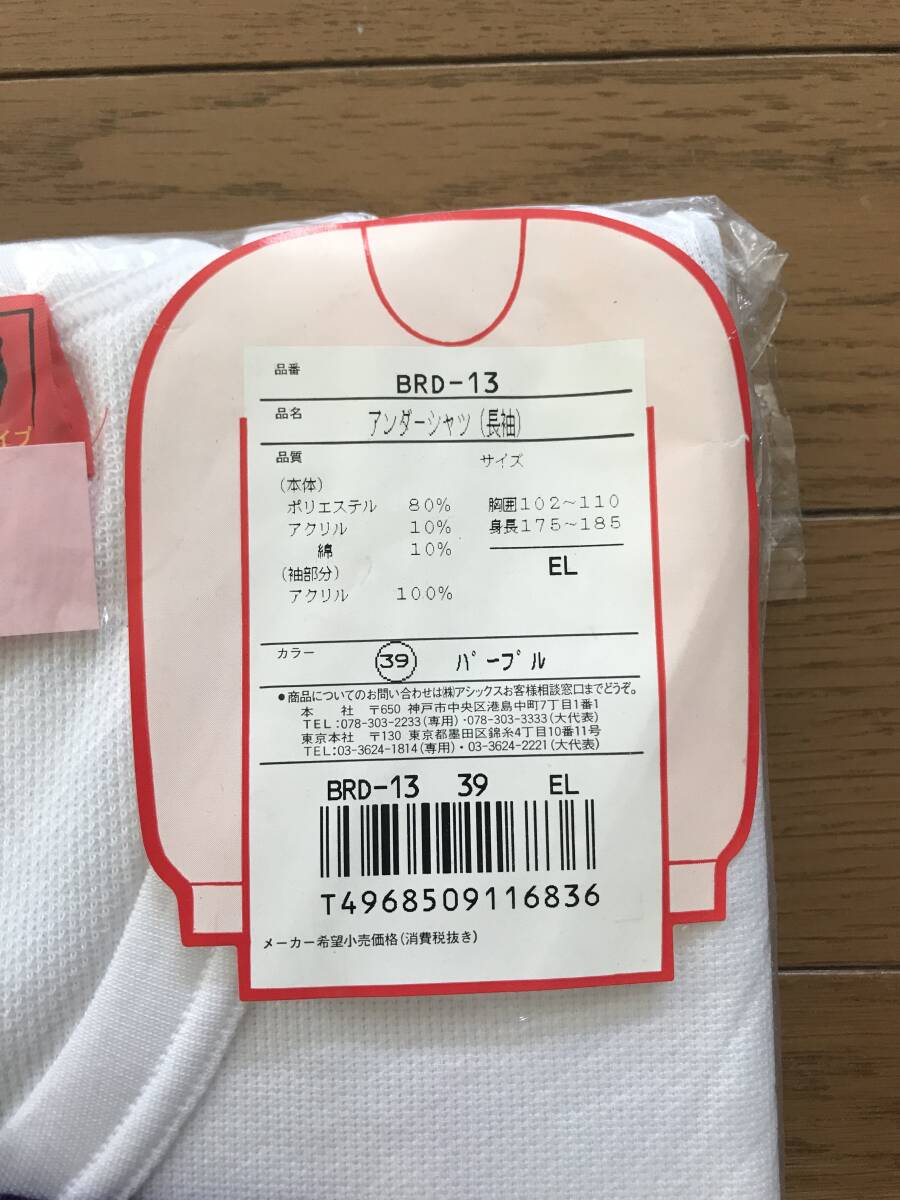 イブ
品番 BRD-13
品名 アンダーシャツ(長袖)
品質 サイズ
(本体)
ポリエステル 80% 胸囲102~110
アクリル 10% 身長175~185
綿 10%
(袖部分) EL
アクリル 100%
カラー 39 パープル
●商品についてのお問い合わせは㈱アシックスお客様相談窓口までどうぞ。
本 社 〒650 神戸市中央区港島中町7丁目1番1
TEL:078-303-2233(専用)・078-303-3333(大代表)
東京本社 〒130 東京都墨田区錦糸4丁目10番11号
TEL:03-3624-1814(専用)・03-3624-2221(大代表)
BRD-13 39 EL
T4968509116836
メーカー希望小売価格(消費税抜き)